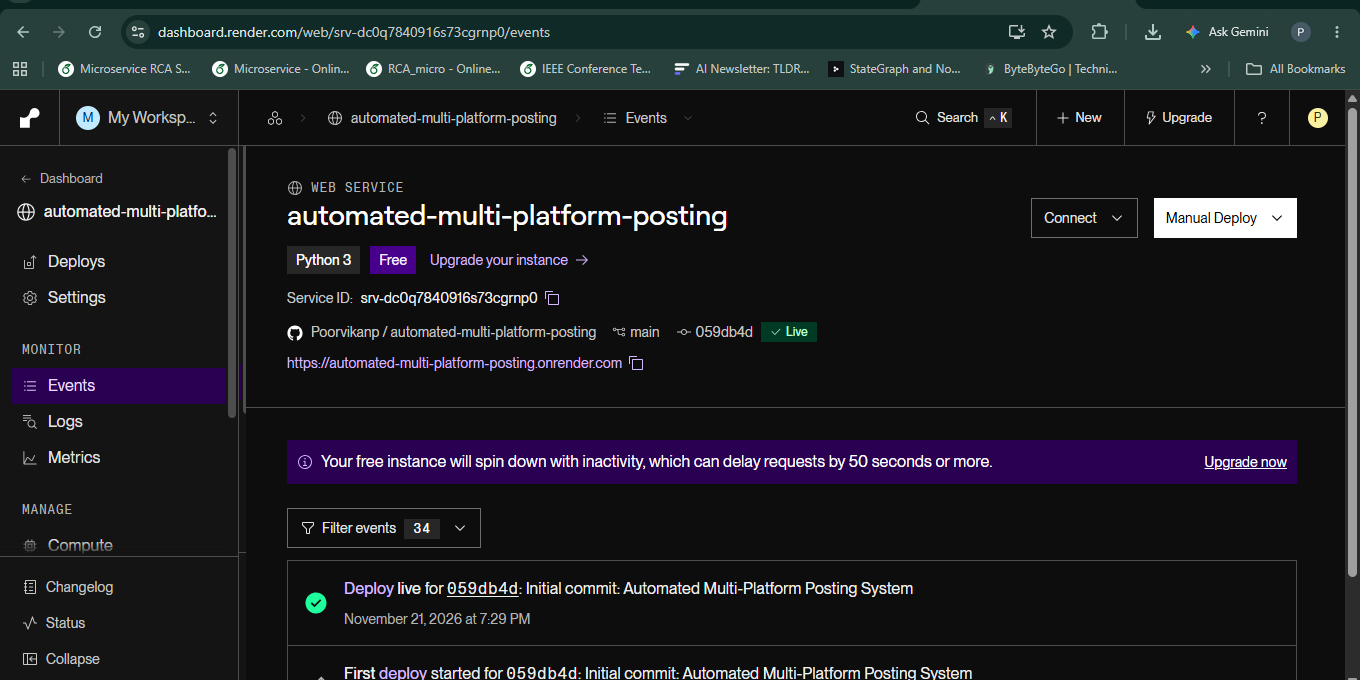 dashboard.render.com/web/srv-dc0q7840916s73cgrnp0/events
Ask Gemini
P
Microservice RCA S...
Microservice - Onlin...
RCA_micro - Online...
IEEE Conference Te...
AI Newsletter: TLDR...
StateGraph and No...
ByteByteGo | Techni...
All Bookmarks
M My Worksp...
automated-multi-platform-posting
Events
Search ^ K
+ New
Upgrade
?
P
← Dashboard
automated-multi-platfo...
Deploys
Settings
MONITOR
Events
Logs
Metrics
MANAGE
Compute
Changelog
Status
Collapse
WEB SERVICE
automated-multi-platform-posting
Connect
Manual Deploy
Python 3 Free Upgrade your instance →
Service ID: srv-dc0q7840916s73cgrnp0
Poorvikanp / automated-multi-platform-posting main 059db4d ✓ Live
https://automated-multi-platform-posting.onrender.com
Your free instance will spin down with inactivity, which can delay requests by 50 seconds or more. Upgrade now
Filter events 34
Deploy live for 059db4d: Initial commit: Automated Multi-Platform Posting System
November 21, 2026 at 7:29 PM
First deploy started for 059db4d: Initial commit: Automated Multi-Platform Posting System